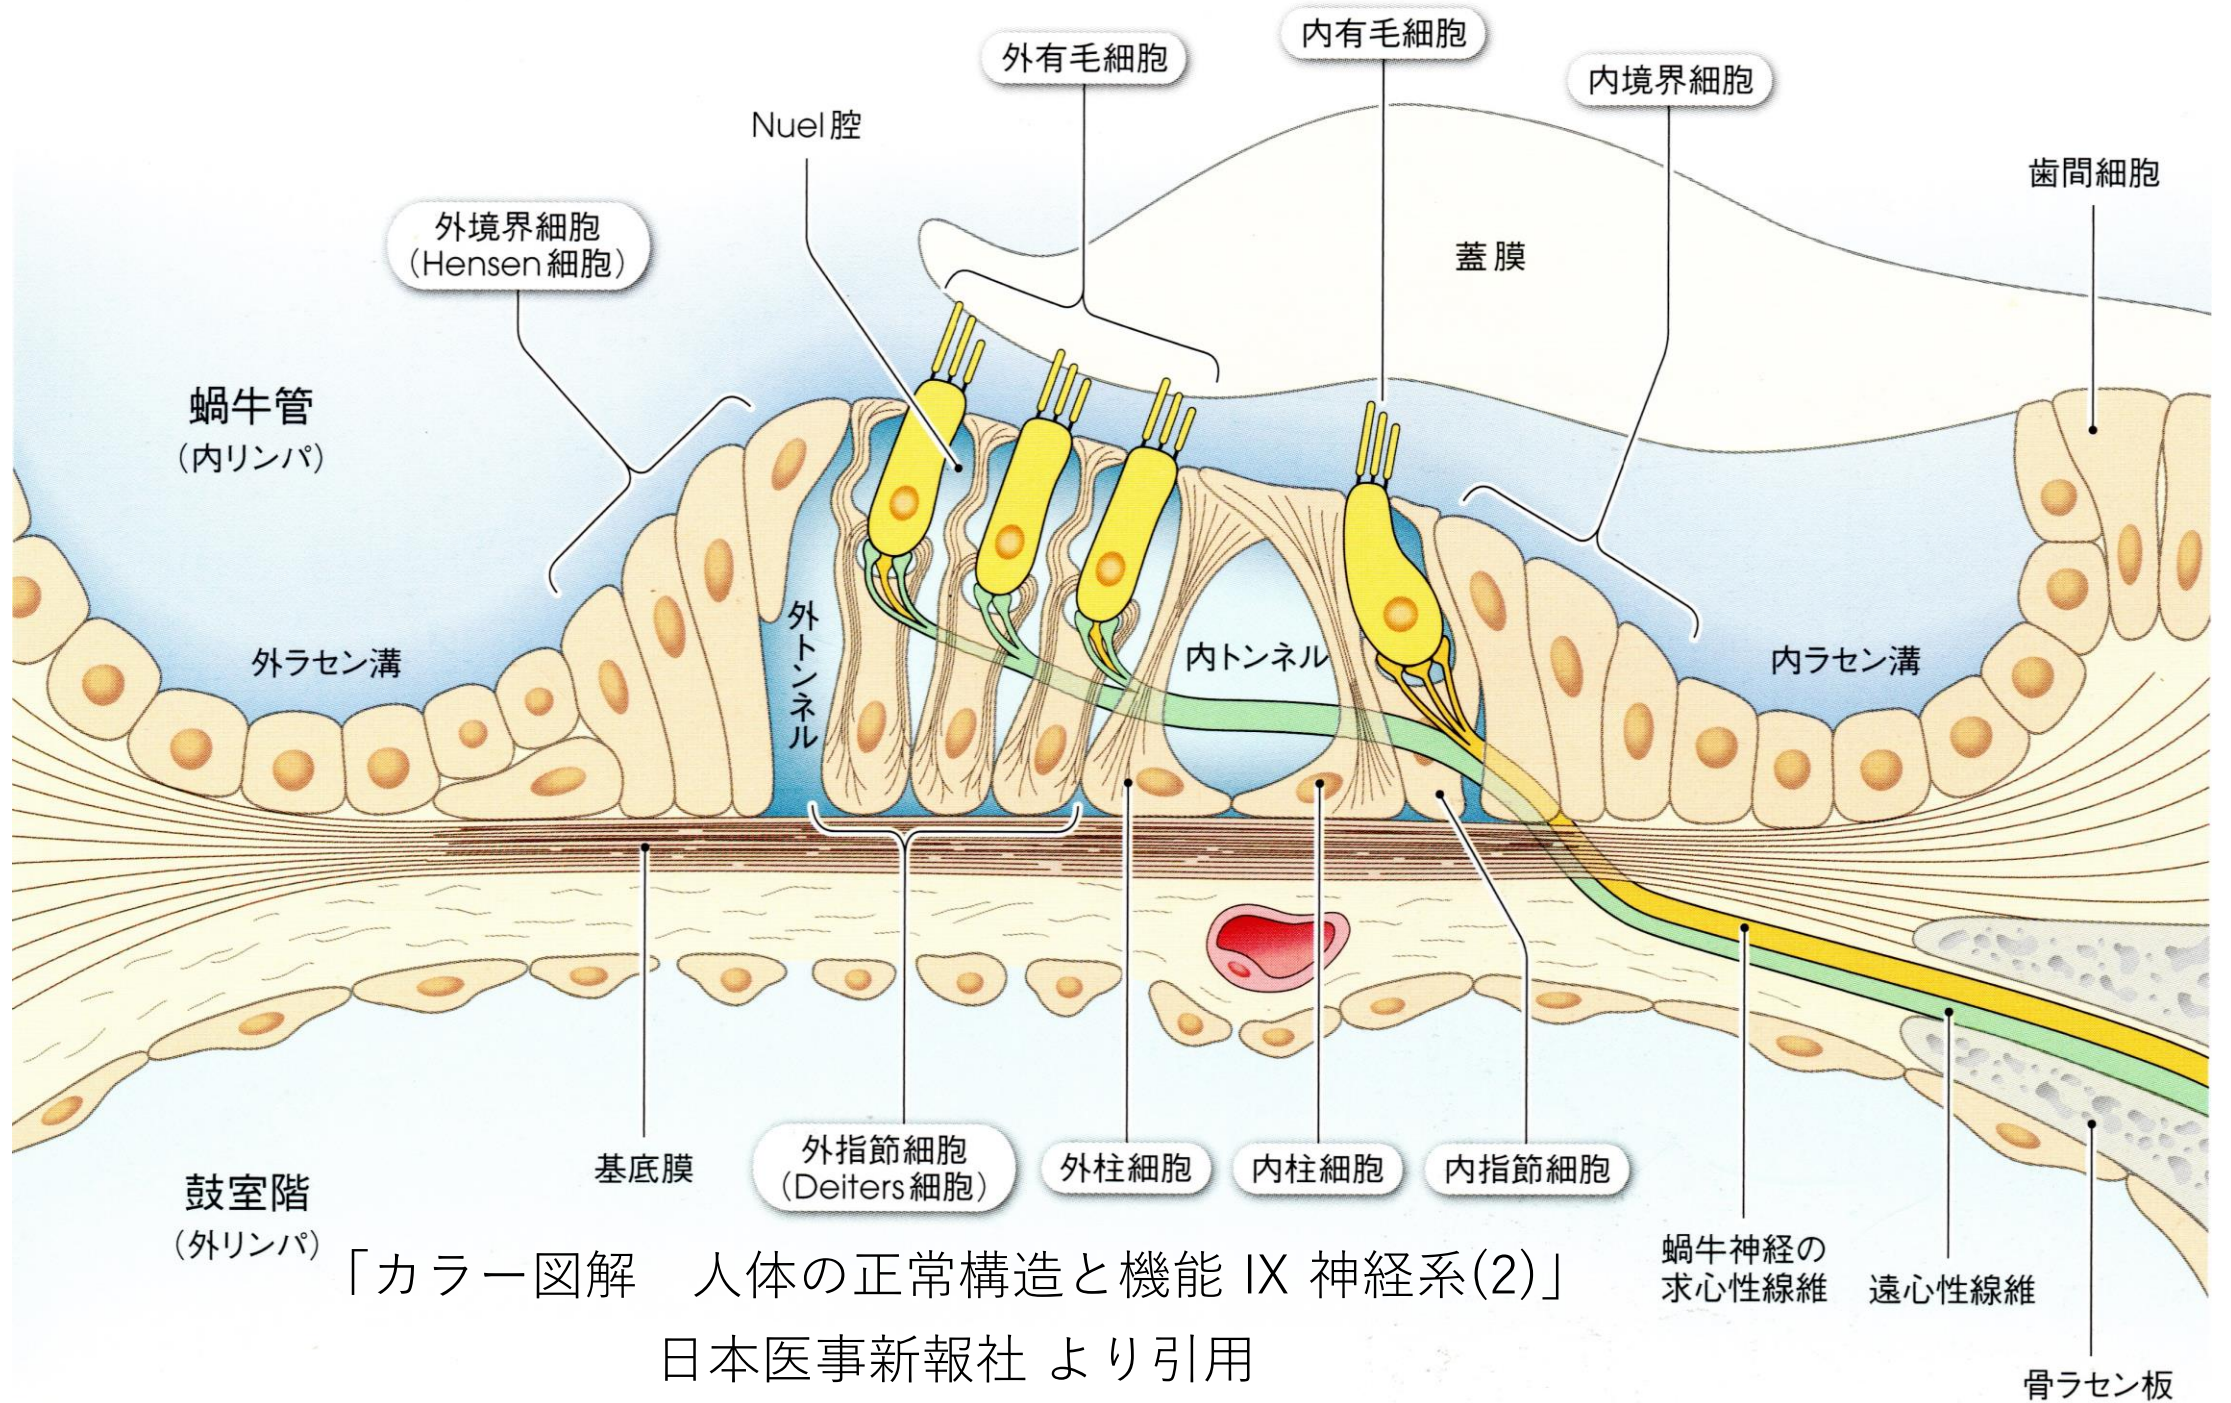 内有毛細胞
外有毛細胞
内境界細胞
Nuel腔
歯間細胞
外境界細胞
(Hensen細胞)
蓋膜
蝸牛管
(内リンパ)
外トンネル
外ラセン溝
内トンネル
内ラセン溝
基底膜
外指節細胞
(Deiters細胞)
外柱細胞
内柱細胞
内指節細胞
鼓室階
(外リンパ)
蝸牛神経の
求心性線維
遠心性線維
骨ラセン板
「カラー図解　人体の正常構造と機能 IX 神経系(2)」
日本医事新報社 より引用